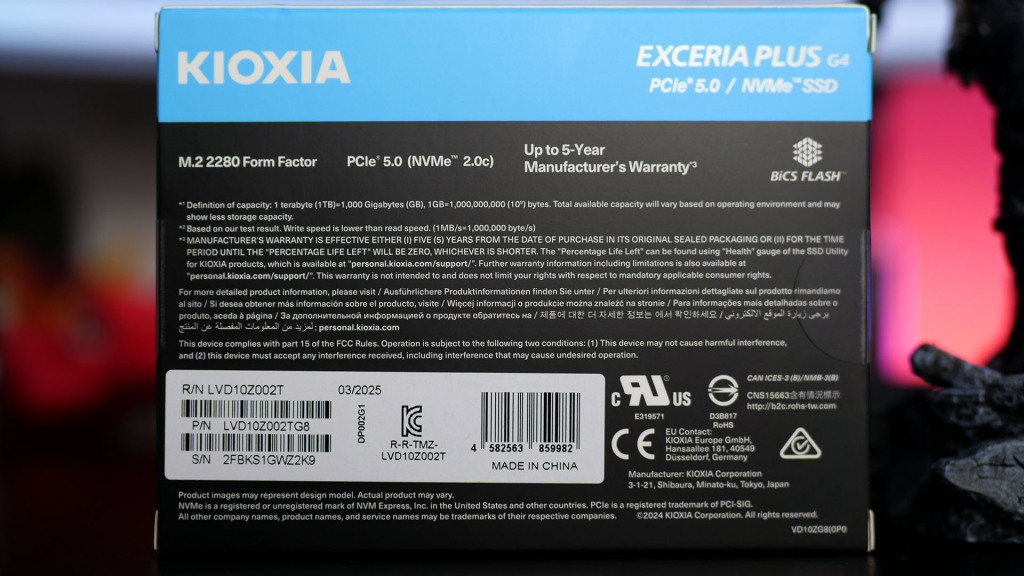 KIOXIA
EXCERIA PLUS G4
PCIe® 5.0 / NVMe™ SSD
M.2 2280 Form Factor
PCIe® 5.0 (NVMe™ 2.0c)
Up to 5-Year
Manufacturer's Warranty*3
BiCS FLASH™
*1 Definition of capacity: 1 terabyte (1TB)=1,000 Gigabytes (GB), 1GB=1,000,000,000 (10⁹) bytes. Total available capacity will vary based on operating environment and may
show less storage capacity.
*2 Based on our test result. Write speed is lower than read speed. (1MB/s=1,000,000 byte/s)
*3 MANUFACTURER'S WARRANTY IS EFFECTIVE EITHER (I) FIVE (5) YEARS FROM THE DATE OF PURCHASE IN ITS ORIGINAL SEALED PACKAGING OR (II) FOR THE TIME
PERIOD UNTIL THE "PERCENTAGE LIFE LEFT" WILL BE ZERO, WHICHEVER IS SHORTER. The "Percentage Life Left" can be found using "Health" gauge of the SSD Utility
for KIOXIA products, which is available at "personal.kioxia.com/support/". Further warranty information including limitations is also available at
"personal.kioxia.com/support/". This warranty is not intended to and does not limit your rights with respect to mandatory applicable consumer rights.
For more detailed product information, please visit / Ausführlichere Produktinformationen finden Sie unter / Per ulteriori informazioni dettagliate sul prodotto rimandiamo
al sito / Si desea obtener más información sobre el producto, visite / Więcej informacji o produkcie można znaleźć na stronie / Para informações mais detalhadas sobre o
produto, aceda à página / За дополнительной информацией о продукте обратитесь на / 제품에 대한 더 자세한 정보는 에서 확인하세요 / يرجى زيارة الموقع الالكتروني
لمزيد من المعلومات المفصلة عن المنتج : personal.kioxia.com
This device complies with part 15 of the FCC Rules. Operation is subject to the following two conditions: (1) This device may not cause harmful interference,
and (2) this device must accept any interference received, including interference that may cause undesired operation.
R/N LVD10Z002T
03/2025
P/N LVD10Z002TG8
S/N 2FBKS1GWZ2K9
DP002G1
R-R-TMZ-
LVD10Z002T
4 582563 859982
MADE IN CHINA
c RU US
E319571
D3B817
RoHS
CAN ICES-3 (B)/NMB-3(B)
CNS15663含有情況標示
http://b2c.rohs-tw.com
CE
EU Contact:
KIOXIA Europe GmbH,
Hansaallee 181, 40549
Düsseldorf, Germany
Manufacturer: KIOXIA Corporation
3-1-21, Shibaura, Minato-ku, Tokyo, Japan
Product images may represent design model. Actual product may vary.
NVMe is a registered or unregistered mark of NVM Express, Inc. in the United States and other countries. PCIe is a registered trademark of PCI-SIG.
All other company names, product names, and service names may be trademarks of their respective companies.
©2024 KIOXIA Corporation. All rights reserved.
VD10ZG8(0P0